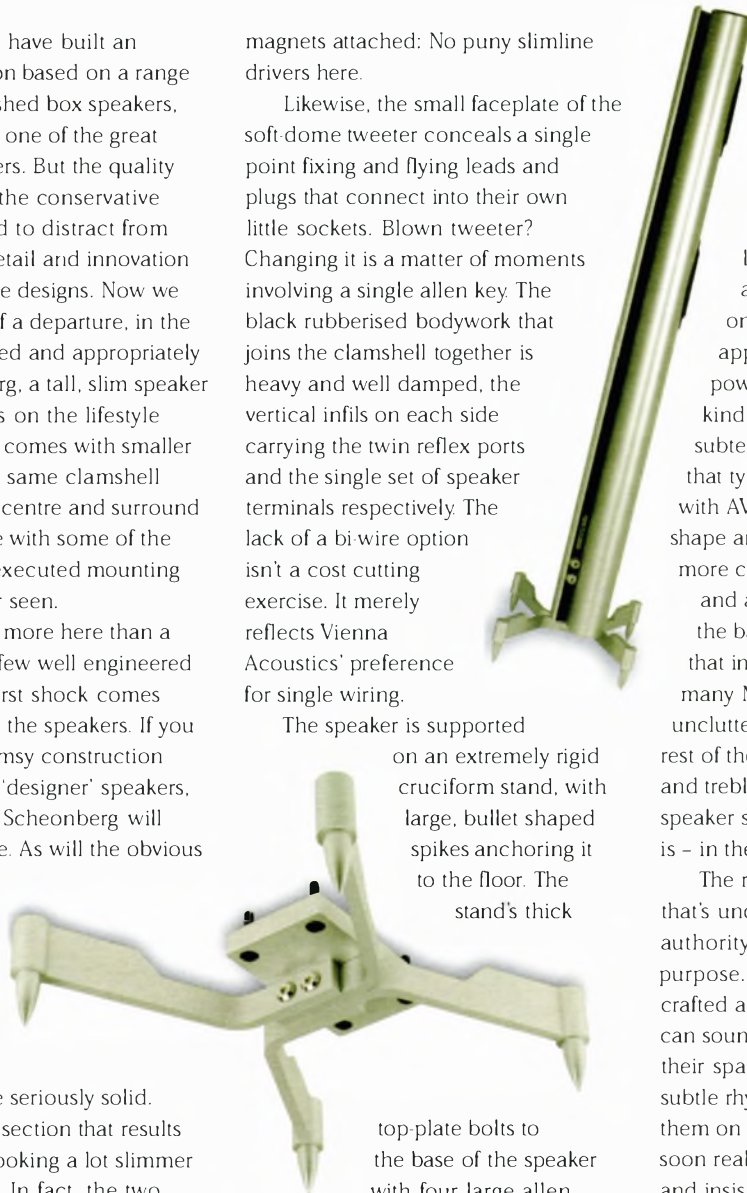 have built an
on based on a range
shed box speakers,
one of the great
ers. But the quality
the conservative
d to distract from
etail and innovation
e designs. Now we
f a departure, in the
ed and appropriately
rg, a tall, slim speaker
s on the lifestyle
comes with smaller
same clamshell
centre and surround
e with some of the
executed mounting
r seen.
more here than a
few well engineered
rst shock comes
the speakers. If you
msy construction
'designer' speakers,
Scheonberg will
e. As will the obvious
e seriously solid.
section that results
ooking a lot slimmer
In fact, the two
magnets attached: No puny slimline
drivers here.
Likewise, the small faceplate of the
soft-dome tweeter conceals a single
point fixing and flying leads and
plugs that connect into their own
little sockets. Blown tweeter?
Changing it is a matter of moments
involving a single allen key. The
black rubberised bodywork that
joins the clamshell together is
heavy and well damped, the
vertical infils on each side
carrying the twin reflex ports
and the single set of speaker
terminals respectively. The
lack of a bi-wire option
isn't a cost cutting
exercise. It merely
reflects Vienna
Acoustics' preference
for single wiring.
The speaker is supported
on an extremely rigid
cruciform stand, with
large, bullet shaped
spikes anchoring it
to the floor. The
stand's thick
top-plate bolts to
the base of the speaker
with four large allen
a
on
app
pow
kind
subte
that ty
with AV
shape ar
more c
and a
the ba
that in
many M
unclutte
rest of the
and trebl
speaker s
is – in the
The r
that's und
authority
purpose.
crafted a
can soun
their spa
subtle rhy
them on
soon real
and insis